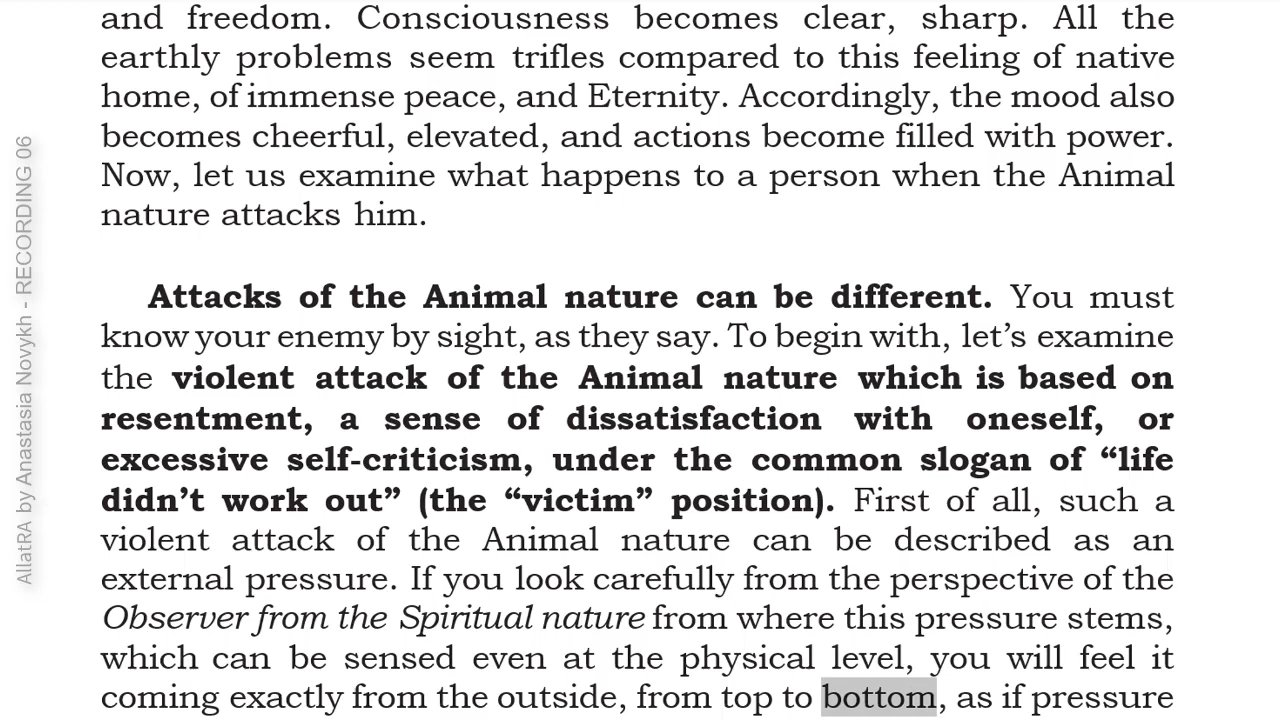 and freedom. Consciousness becomes clear, sharp. All the
earthly problems seem trifles compared to this feeling of native
home, of immense peace, and Eternity. Accordingly, the mood also
becomes cheerful, elevated, and actions become filled with power.
Now, let us examine what happens to a person when the Animal
nature attacks him.
Attacks of the Animal nature can be different. You must
know your enemy by sight, as they say. To begin with, let’s examine
the violent attack of the Animal nature which is based on
resentment, a sense of dissatisfaction with oneself, or
excessive self-criticism, under the common slogan of “life
didn’t work out” (the “victim” position). First of all, such a
violent attack of the Animal nature can be described as an
external pressure. If you look carefully from the perspective of the
Observer from the Spiritual nature from where this pressure stems,
which can be sensed even at the physical level, you will feel it
coming exactly from the outside, from top to bottom, as if pressure
AllatRA by Anastasia Novykh - RECORDING 06